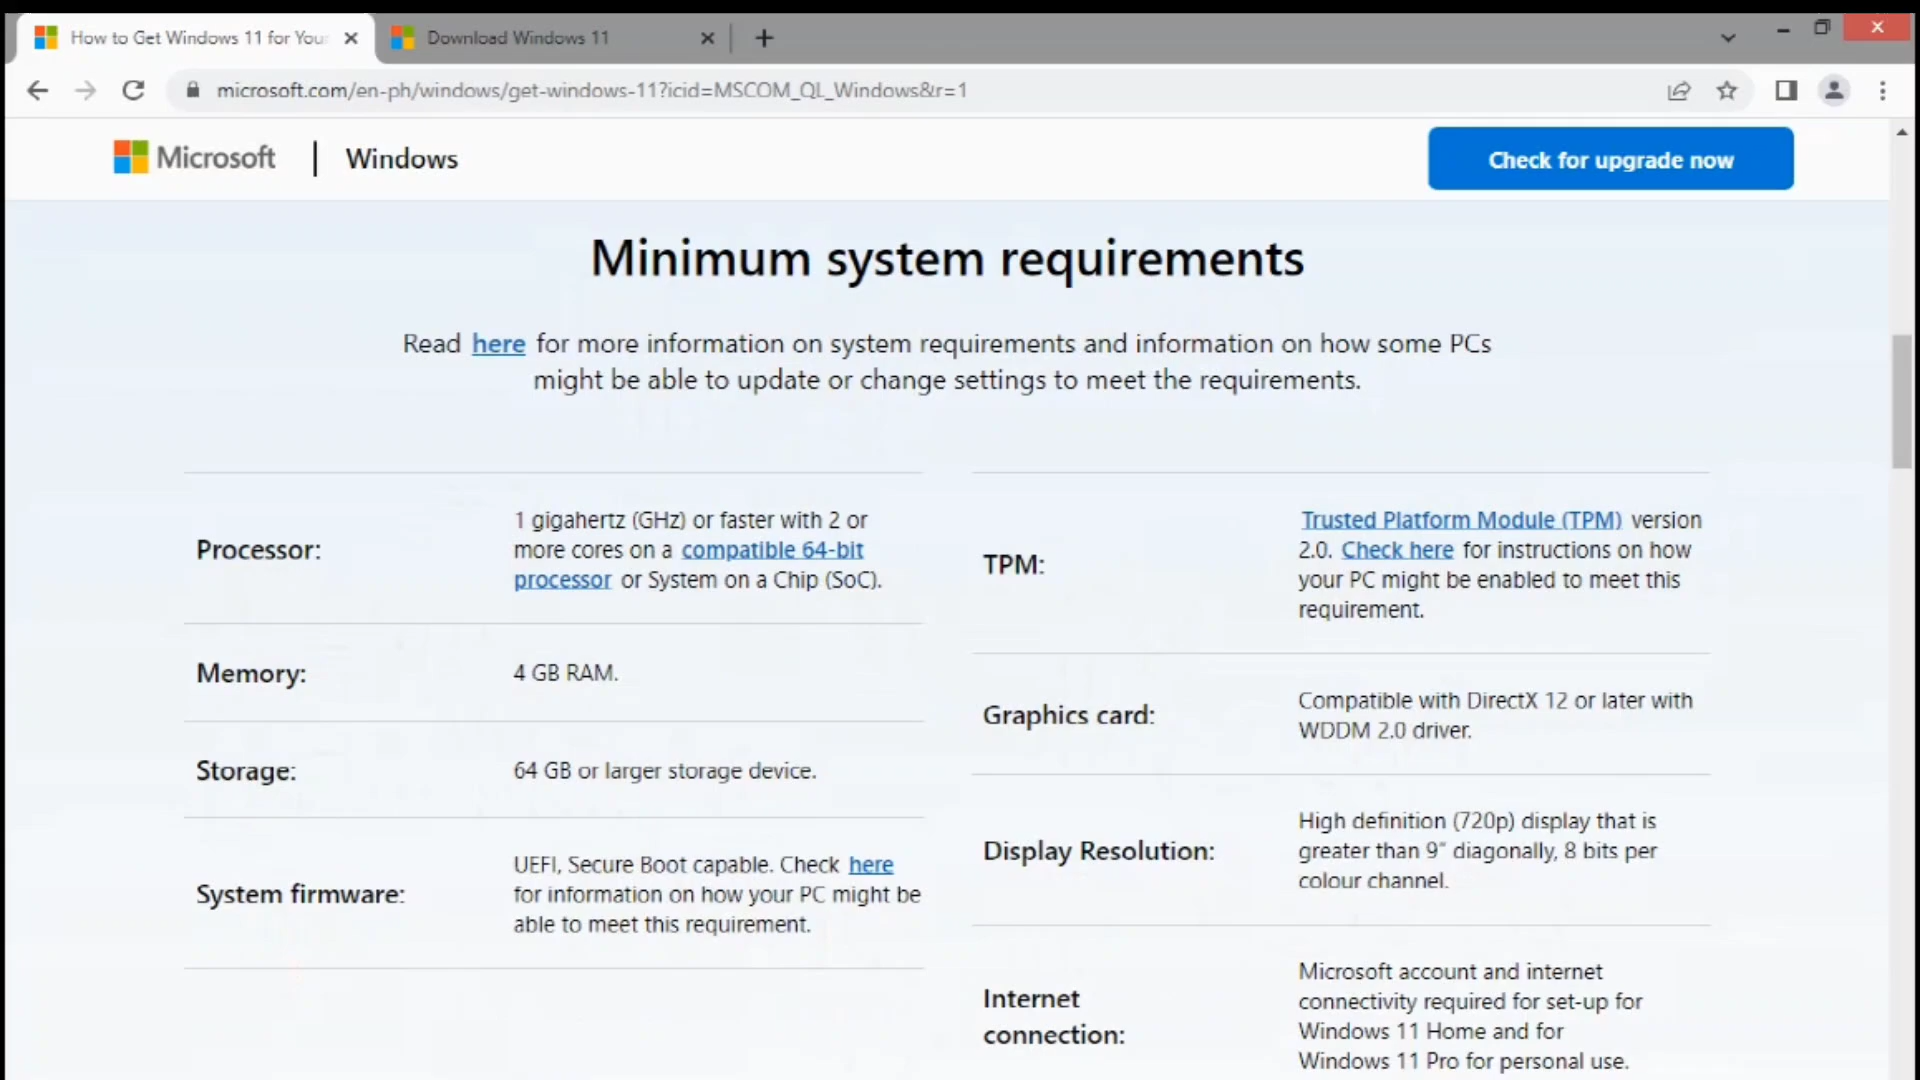 How to Get Windows 11 for You
Download Windows 11
microsoft.com/en-ph/windows/get-windows-11?icid=MSCOM_QL_Windows&r=1
Microsoft | Windows
Check for upgrade now
Minimum system requirements
Read here for more information on system requirements and information on how some PCs
might be able to update or change settings to meet the requirements.
Processor:
1 gigahertz (GHz) or faster with 2 or
more cores on a compatible 64-bit
processor or System on a Chip (SoC).
Memory:
4 GB RAM.
Storage:
64 GB or larger storage device.
System firmware:
UEFI, Secure Boot capable. Check here
for information on how your PC might be
able to meet this requirement.
TPM:
Trusted Platform Module (TPM) version
2.0. Check here for instructions on how
your PC might be enabled to meet this
requirement.
Graphics card:
Compatible with DirectX 12 or later with
WDDM 2.0 driver.
Display Resolution:
High definition (720p) display that is
greater than 9" diagonally, 8 bits per
colour channel.
Internet
connection:
Microsoft account and internet
connectivity required for set-up for
Windows 11 Home and for
Windows 11 Pro for personal use.